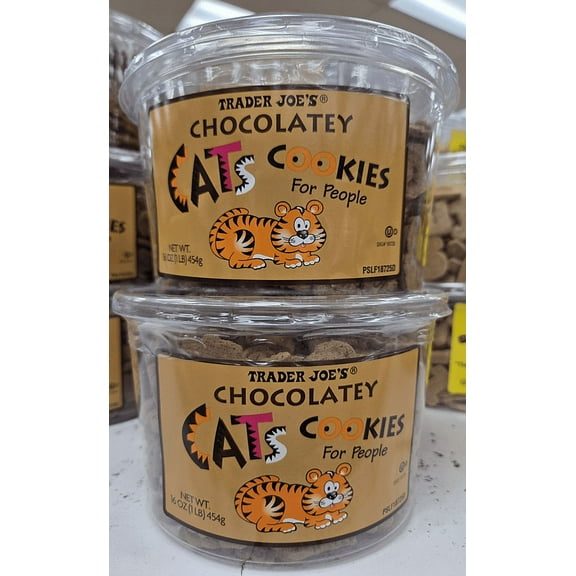 TRADER JOE'S®
CHOCOLATEY
CATs COOKIES
For People
NET WT.
16 OZ (1 LB) 454g
U D
PSLF18725D
TRADER JOE'S®
CHOCOLATEY
CATs COOKIES
For People
NET WT.
16 OZ (1 LB) 454g